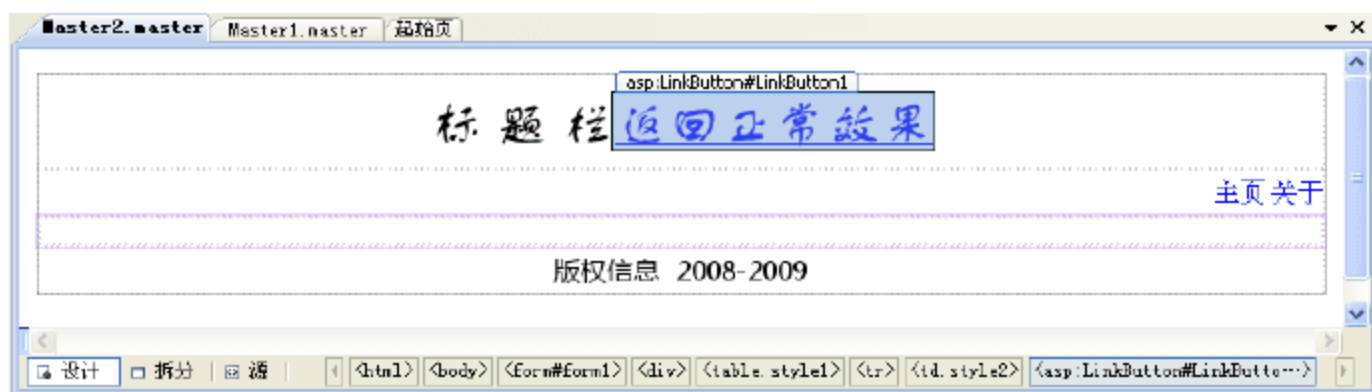 Master2.master Master1.master 起始页
asp:LinkButton#LinkButton1
标 题 栏返回正常效果
主页 关于
版权信息 2008-2009
设计 拆分 源 <html> <body> <form#form1> <div> <table.style1> <tr> <td.style2> <asp:LinkButton#LinkButto...>